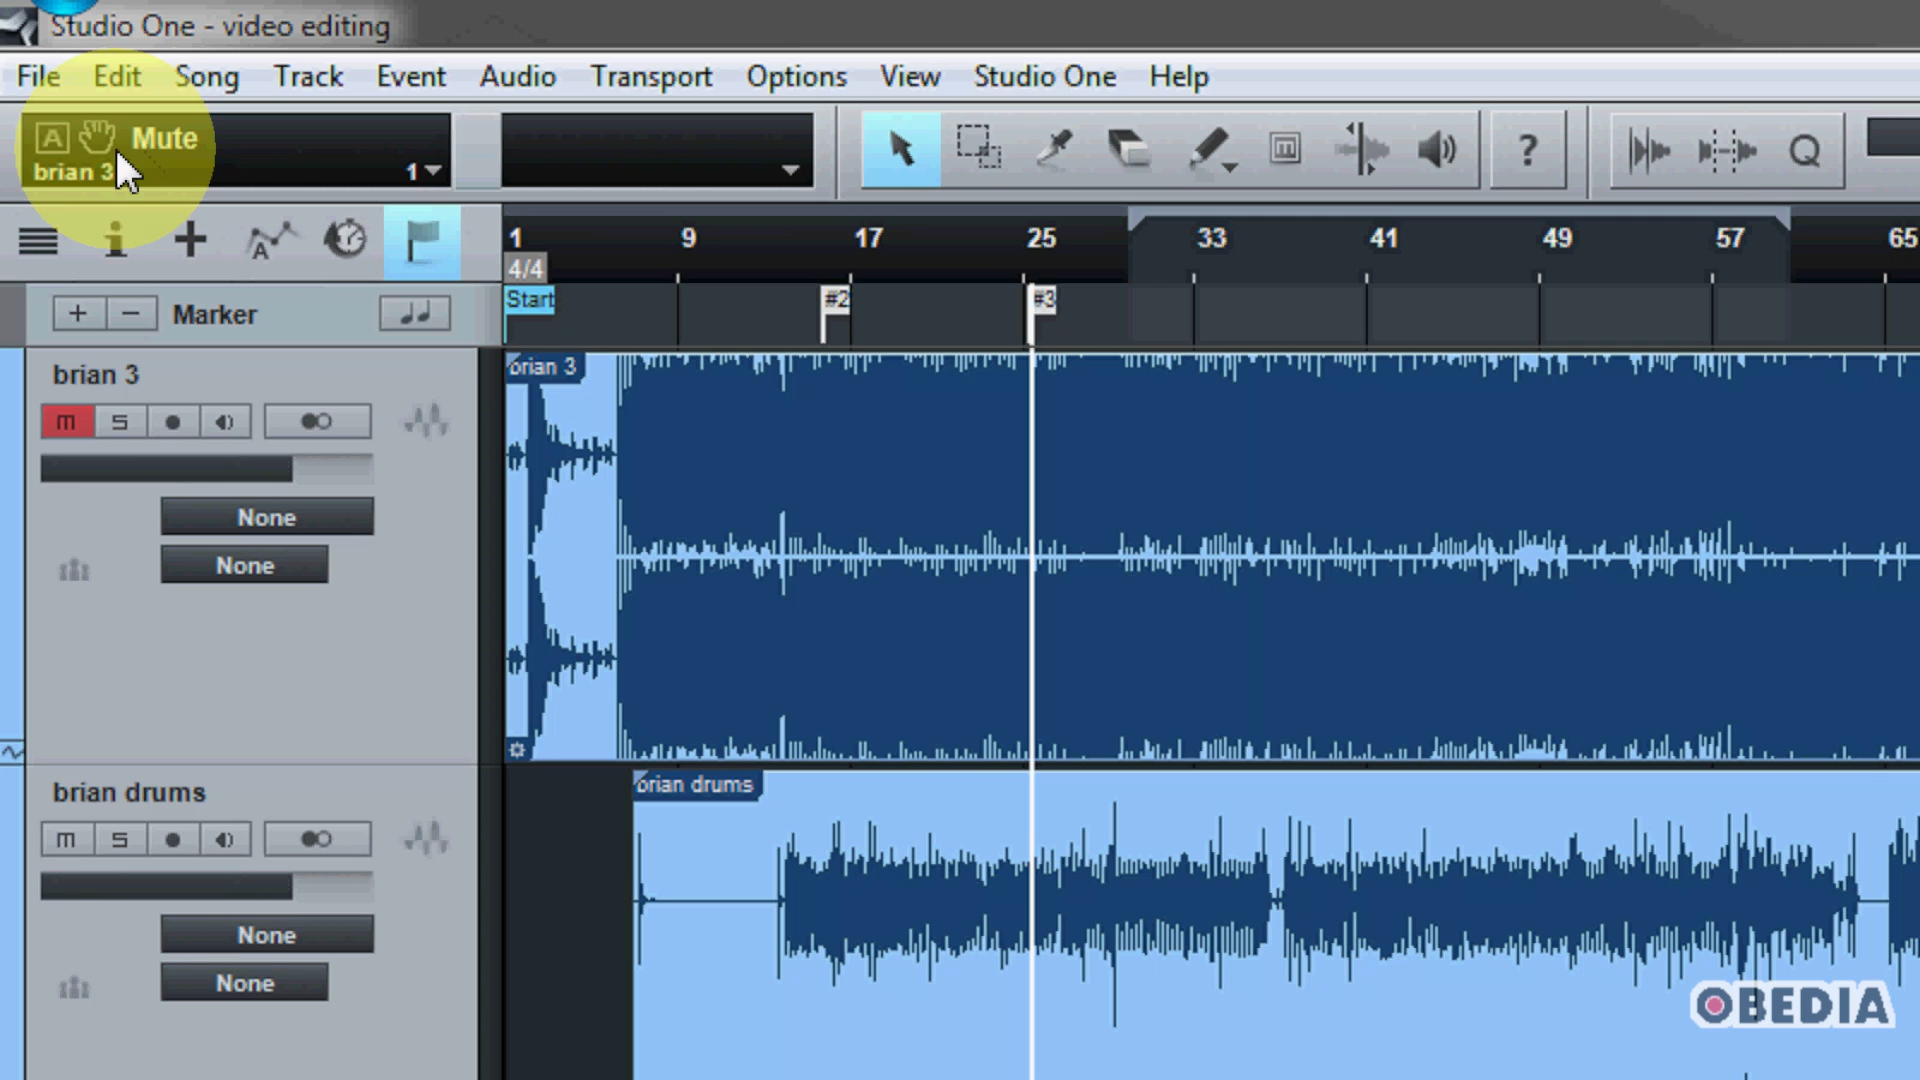 Studio One - video editing
File Edit Song Track Event Audio Transport Options View Studio One Help
A Mute
brian 3 1
? Q
1 9 17 25 33 41 49 57 65
4/4
+ - Marker
Start #2 #3
brian 3
brian 3
m S
None
None
brian drums
brian drums
m S
None
None
OBEDIA